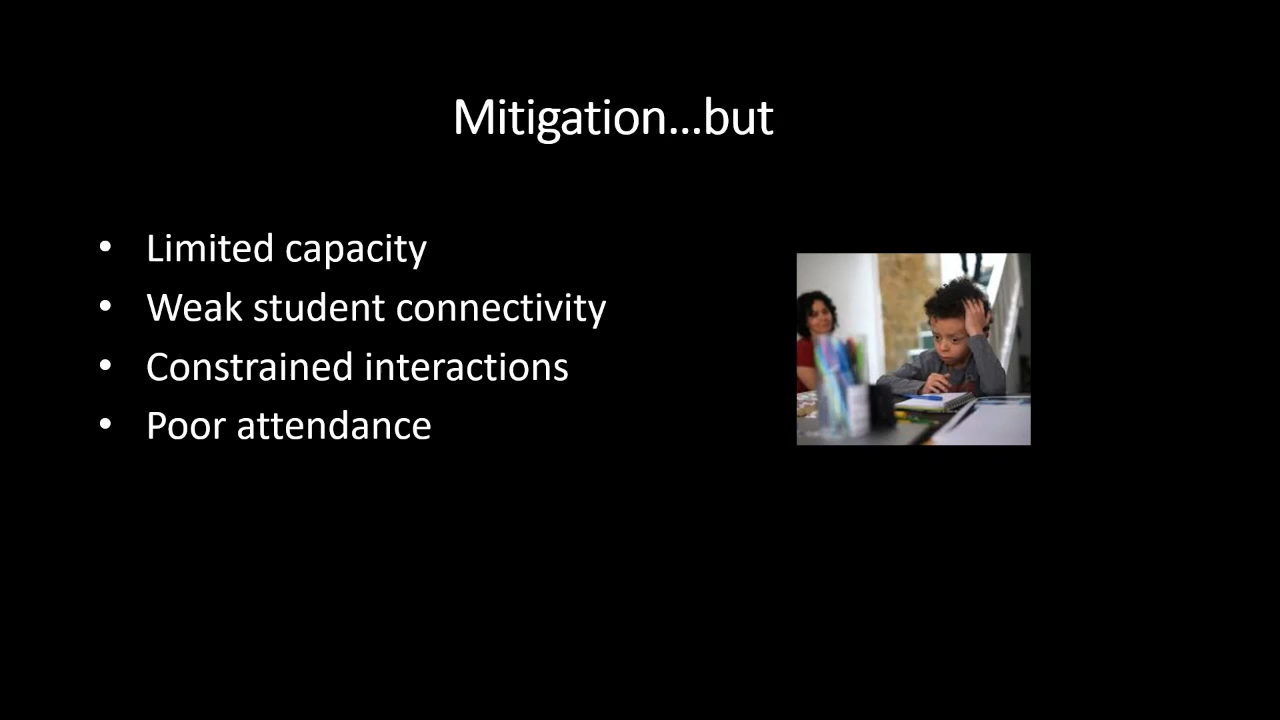 Mitigation…but
• Limited capacity
• Weak student connectivity
• Constrained interactions
• Poor attendance